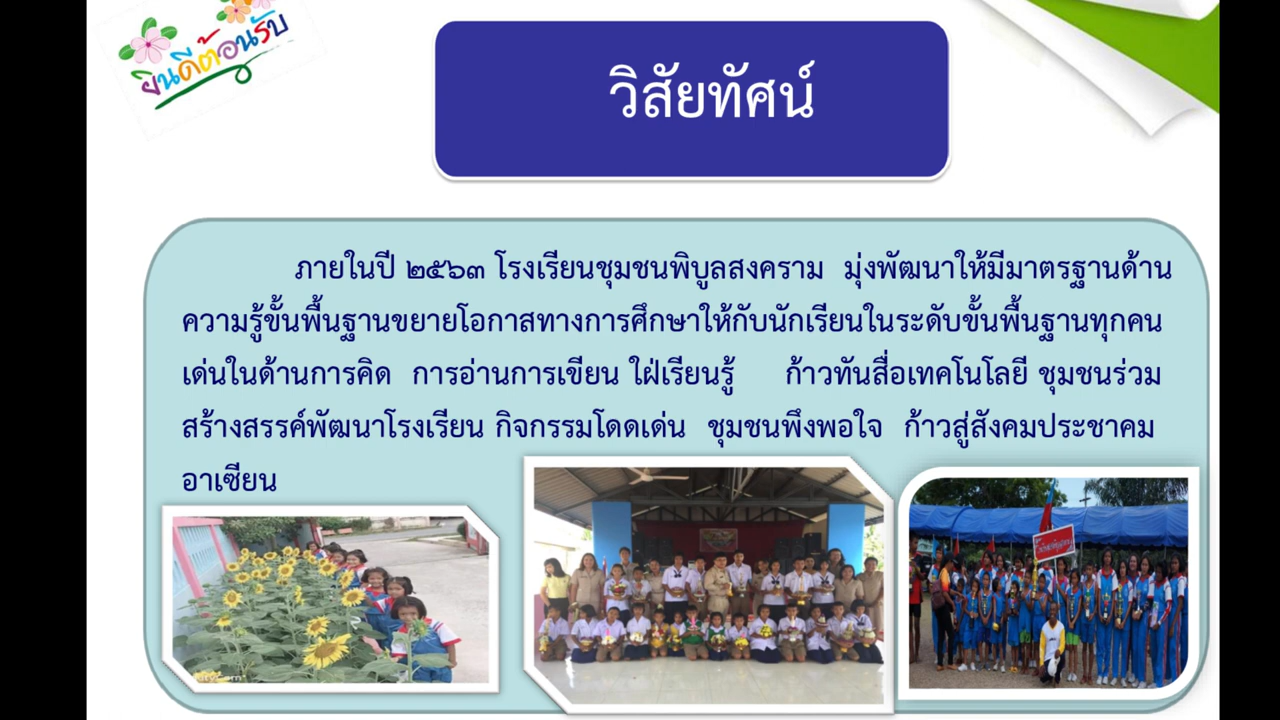 ยินดีต้อนรับ
วิสัยทัศน์
ภายในปี ๒๕๖๓ โรงเรียนชุมชนพิบูลสงคราม มุ่งพัฒนาให้มีมาตรฐานด้าน
ความรู้ขั้นพื้นฐานขยายโอกาสทางการศึกษาให้กับนักเรียนในระดับขั้นพื้นฐานทุกคน
เด่นในด้านการคิด การอ่านการเขียน ใฝ่เรียนรู้ ก้าวทันสื่อเทคโนโลยี ชุมชนร่วม
สร้างสรรค์พัฒนาโรงเรียน กิจกรรมโดดเด่น ชุมชนพึงพอใจ ก้าวสู่สังคมประชาคม
อาเซียน